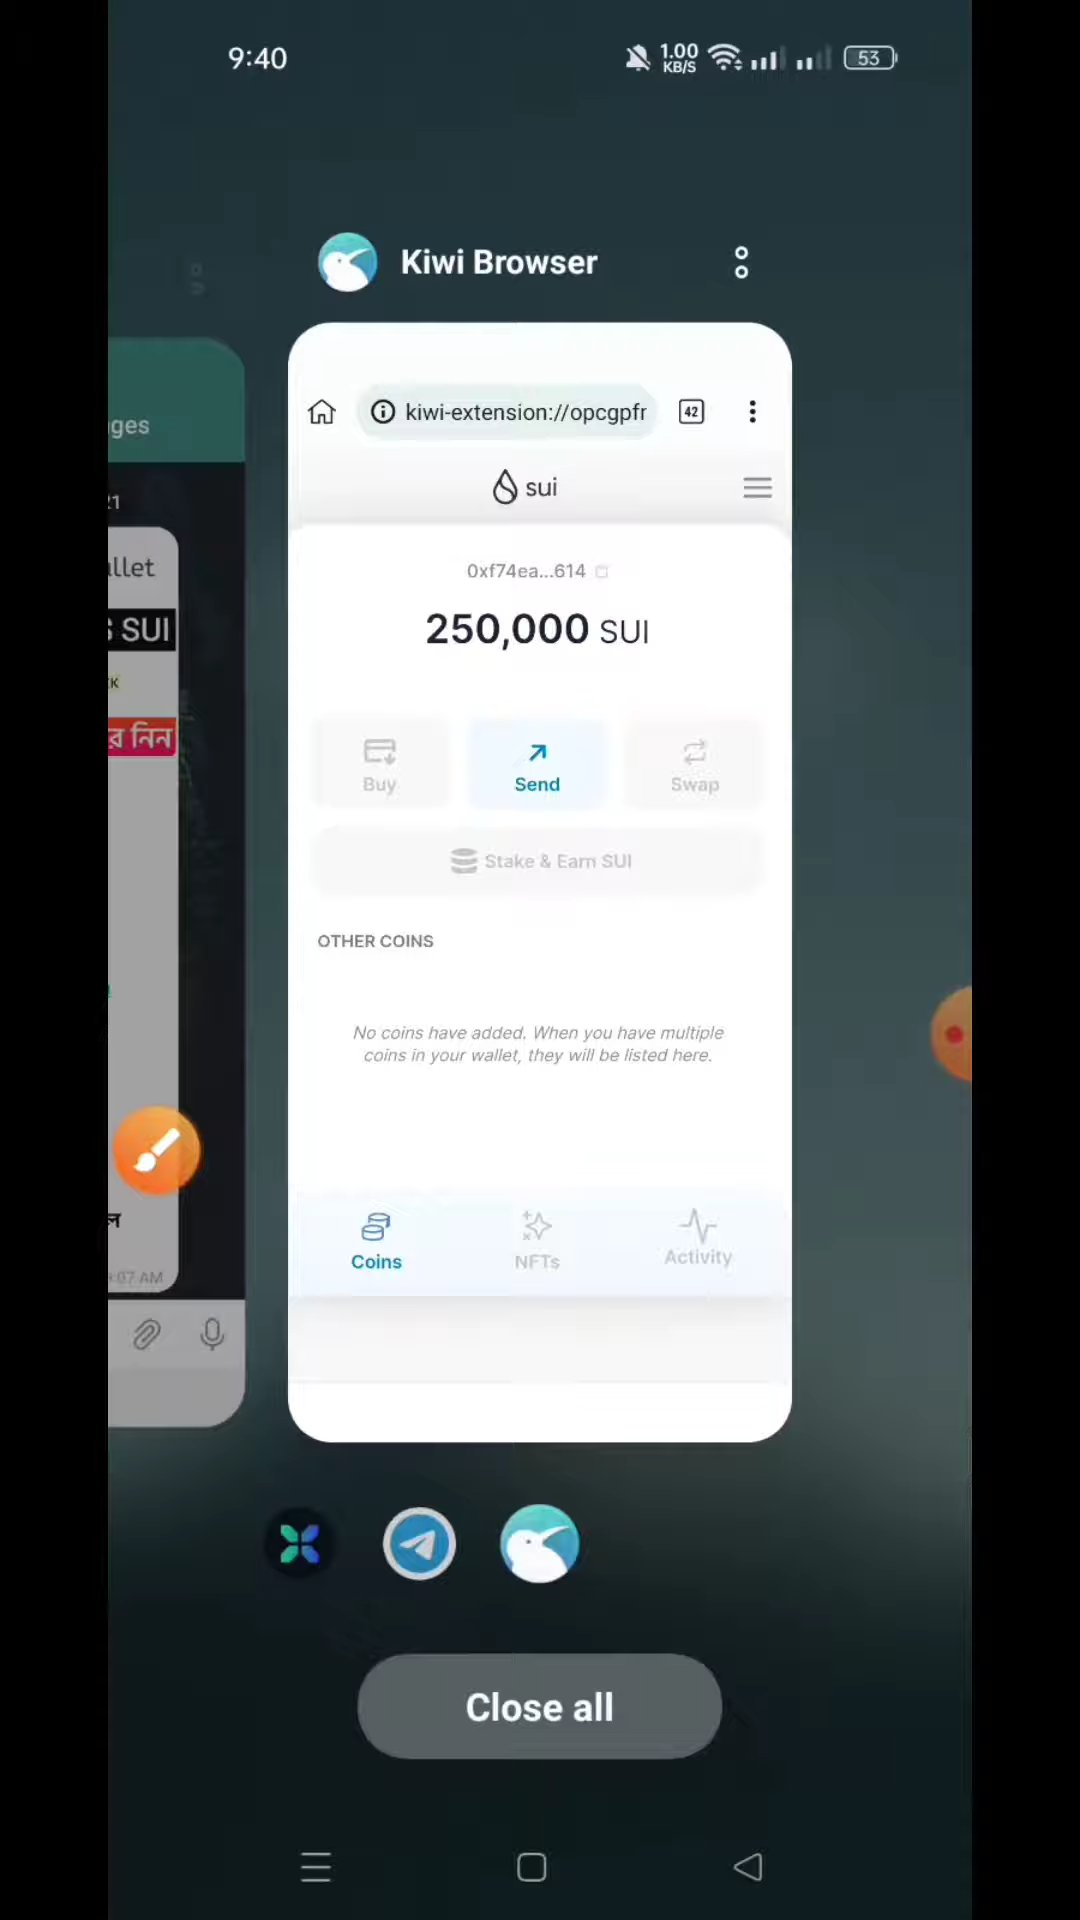 9:40
1.00
KB/S
53
Kiwi Browser
kiwi-extension://opcgpfr
42
sui
0xf74ea...614
250,000 SUI
Buy
Send
Swap
Stake & Earn SUI
OTHER COINS
No coins have added. When you have multiple
coins in your wallet, they will be listed here.
Coins
NFTs
Activity
SUI
র নিন
Close all